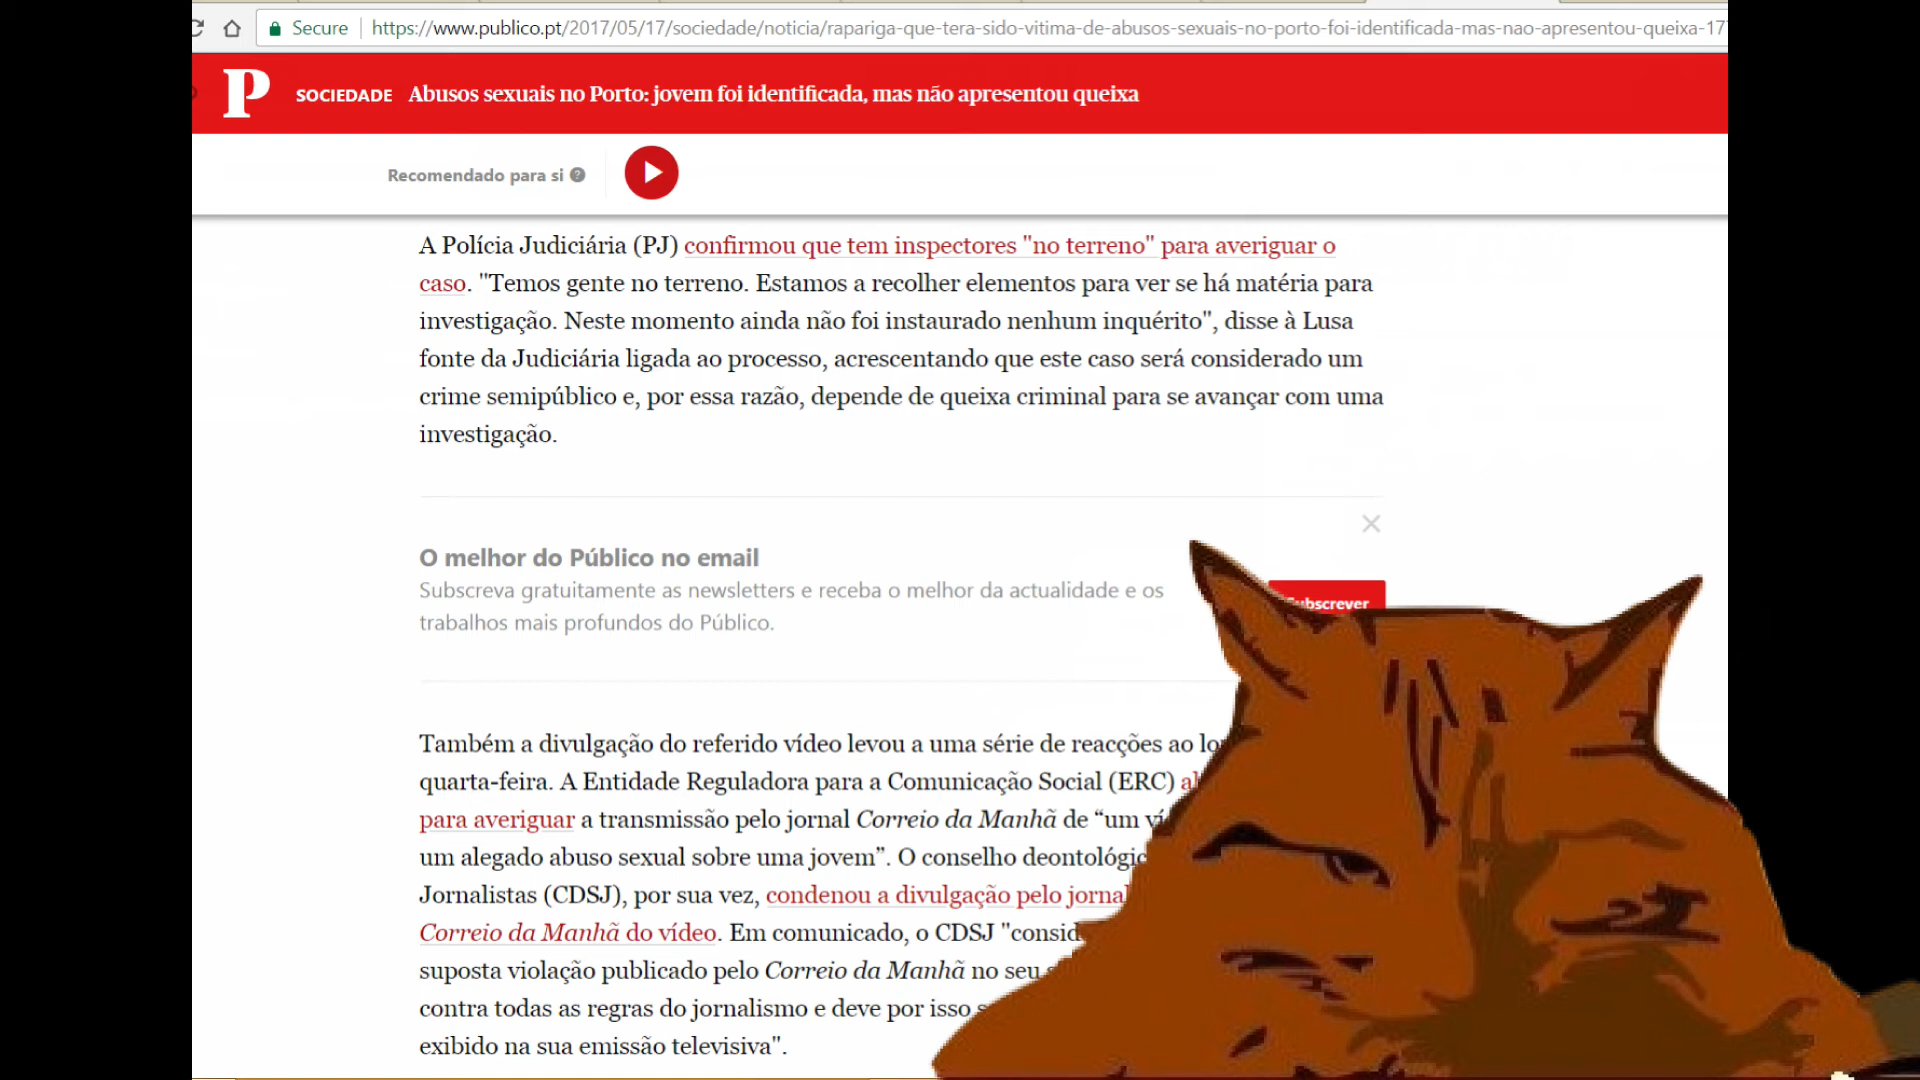 Secure https://www.publico.pt/2017/05/17/sociedade/noticia/rapariga-que-tera-sido-vitima-de-abusos-sexuais-no-porto-foi-identificada-mas-nao-apresentou-queixa-17
P SOCIEDADE Abusos sexuais no Porto: jovem foi identificada, mas não apresentou queixa
Recomendado para si ?
A Polícia Judiciária (PJ) confirmou que tem inspectores "no terreno" para averiguar o
caso. "Temos gente no terreno. Estamos a recolher elementos para ver se há matéria para
investigação. Neste momento ainda não foi instaurado nenhum inquérito", disse à Lusa
fonte da Judiciária ligada ao processo, acrescentando que este caso será considerado um
crime semipúblico e, por essa razão, depende de queixa criminal para se avançar com uma
investigação.
O melhor do Público no email
Subscreva gratuitamente as newsletters e receba o melhor da actualidade e os
trabalhos mais profundos do Público.
Subscrever
Também a divulgação do referido vídeo levou a uma série de reacções ao
quarta-feira. A Entidade Reguladora para a Comunicação Social (ERC)
para averiguar a transmissão pelo jornal Correio da Manhã de “um
um alegado abuso sexual sobre uma jovem”. O conselho
Jornalistas (CDSJ), por sua vez, condenou a divulgação pelo
Correio da Manhã do vídeo. Em comunicado, o CDSJ
suposta violação publicado pelo Correio da Manhã no seu
contra todas as regras do jornalismo e deve por isso
exibido na sua emissão televisiva".